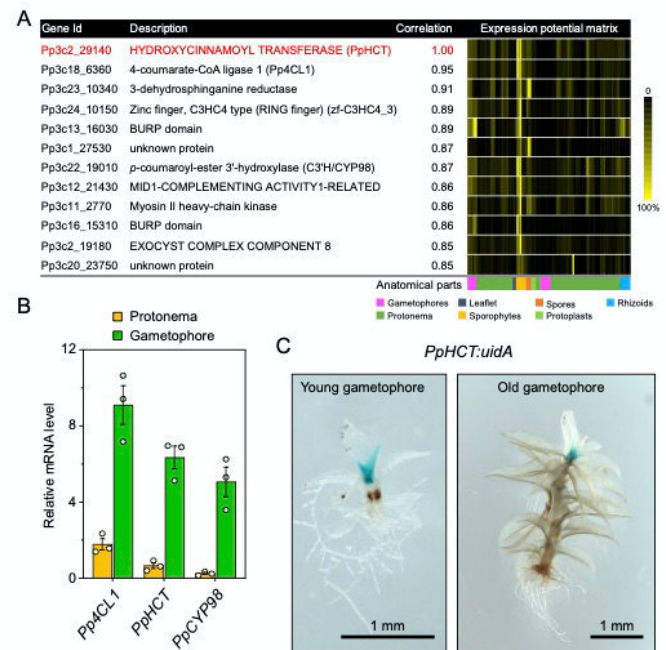 A
Gene Id Description Correlation Expression potential matrix
Pp3c2_29140 HYDROXYCINNAMOYL TRANSFERASE (PpHCT) 1.00
Pp3c18_6360 4-coumarate-CoA ligase 1 (Pp4CL1) 0.95
Pp3c23_10340 3-dehydrosphinganine reductase 0.91
Pp3c24_10150 Zinc finger, C3HC4 type (RING finger) (zf-C3HC4_3) 0.89
Pp3c13_16030 BURP domain 0.89
Pp3c1_27530 unknown protein 0.87
Pp3c22_19010 p-coumaroyl-ester 3'-hydroxylase (C3'H/CYP98) 0.87
Pp3c12_21430 MID1-COMPLEMENTING ACTIVITY1-RELATED 0.86
Pp3c11_2770 Myosin II heavy-chain kinase 0.86
Pp3c16_15310 BURP domain 0.86
Pp3c2_19180 EXOCYST COMPLEX COMPONENT 8 0.85
Pp3c20_23750 unknown protein 0.85
0
100%
Anatomical parts
Gametophores Leaflet Spores Rhizoids
Protonema Sporophytes Protoplasts
B
Protonema
Gametophore
Relative mRNA level
12
8
4
0
Pp4CL1 PpHCT PpCYP98
C
PpHCT:uidA
Young gametophore
Old gametophore
1 mm
1 mm